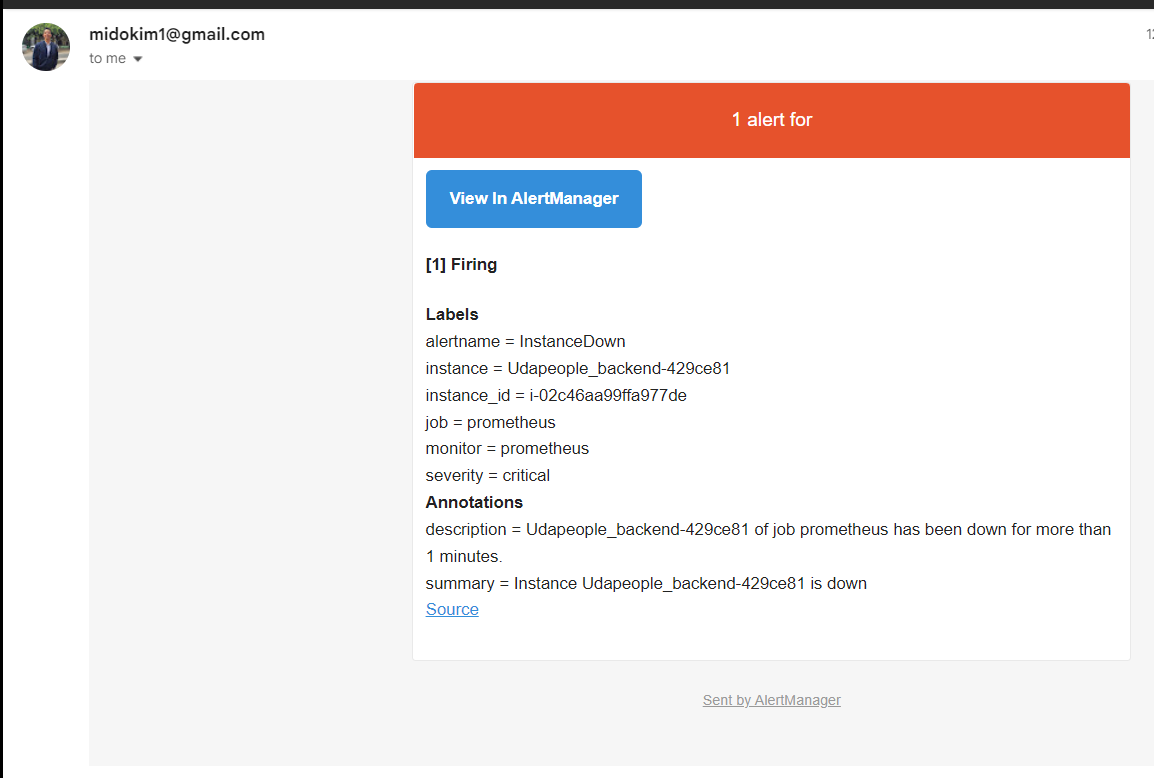 midokim1@gmail.com
12
to me
1 alert for
View In AlertManager
[1] Firing
Labels
alertname = InstanceDown
instance = Udapeople_backend-429ce81
instance_id = i-02c46aa99ffa977de
job = prometheus
monitor = prometheus
severity = critical
Annotations
description = Udapeople_backend-429ce81 of job prometheus has been down for more than
1 minutes.
summary = Instance Udapeople_backend-429ce81 is down
Source
Sent by AlertManager